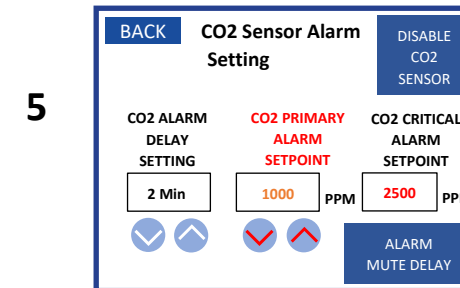 5
BACK
CO2 Sensor Alarm
Setting
DISABLE
CO2
SENSOR
CO2 ALARM
DELAY
SETTING
CO2 PRIMARY
ALARM
SETPOINT
CO2 CRITICAL
ALARM
SETPOINT
2 Min
1000
PPM
2500
ALARM
MUTE DELAY